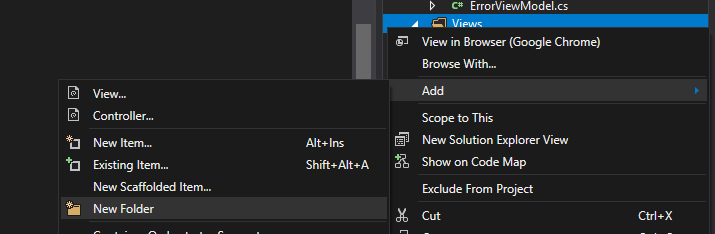 C# ErrorViewModel.cs
Views
View in Browser (Google Chrome)
Browse With...
Add
Scope to This
New Solution Explorer View
Show on Code Map
Exclude From Project
Cut Ctrl+X
View...
Controller...
New Item... Alt+Ins
Existing Item... Shift+Alt+A
New Scaffolded Item...
New Folder